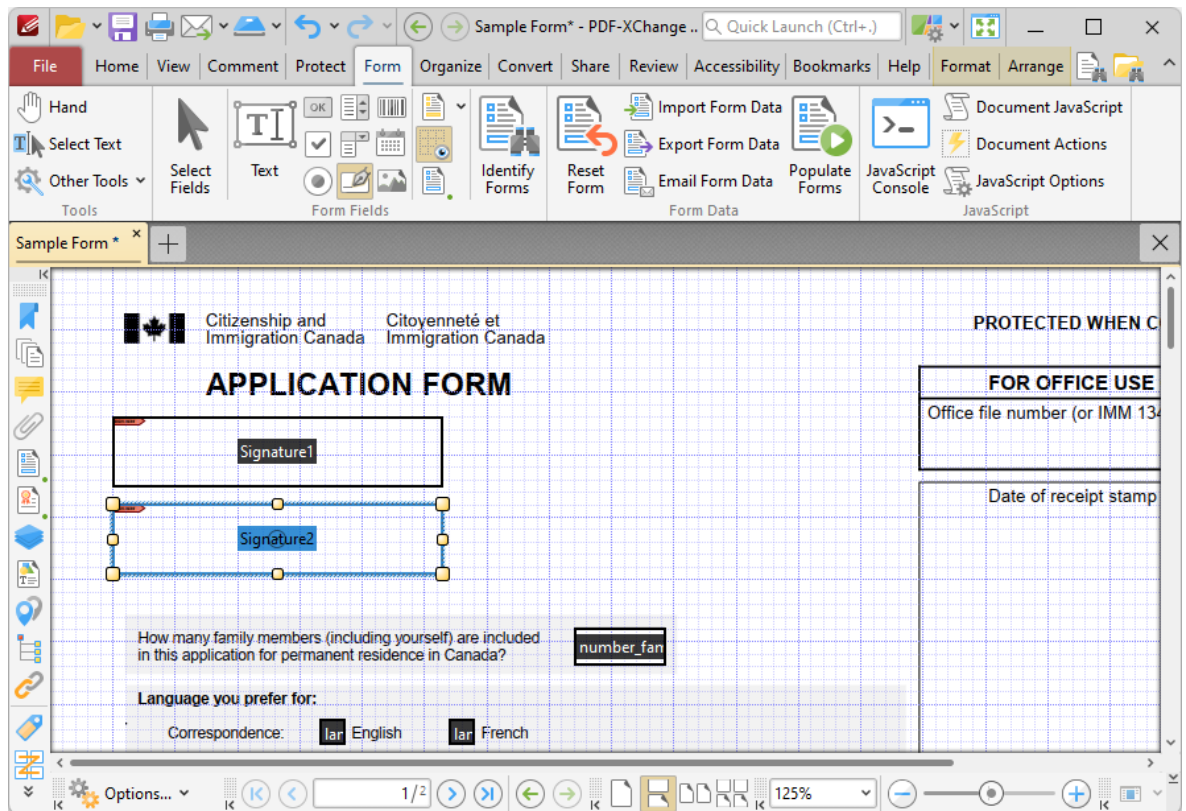 Sample Form* - PDF-XChange ..
Quick Launch (Ctrl+.)
File Home View Comment Protect Form Organize Convert Share Review Accessibility Bookmarks Help Format Arrange
Hand
Select Text
Other Tools
Tools
Select Fields
Text
OK
Form Fields
Identify Forms
Reset Form
Import Form Data
Export Form Data
Email Form Data
Populate Forms
Form Data
JavaScript Console
Document JavaScript
Document Actions
JavaScript Options
JavaScript
Sample Form *
Citizenship and
Immigration Canada
Citoyenneté et
Immigration Canada
PROTECTED WHEN C
APPLICATION FORM
FOR OFFICE USE
Office file number (or IMM 134
Signature1
Date of receipt stamp
Signature2
How many family members (including yourself) are included
in this application for permanent residence in Canada?
number_fan
Language you prefer for:
Correspondence: lar English lar French
Options... 1/2 125%